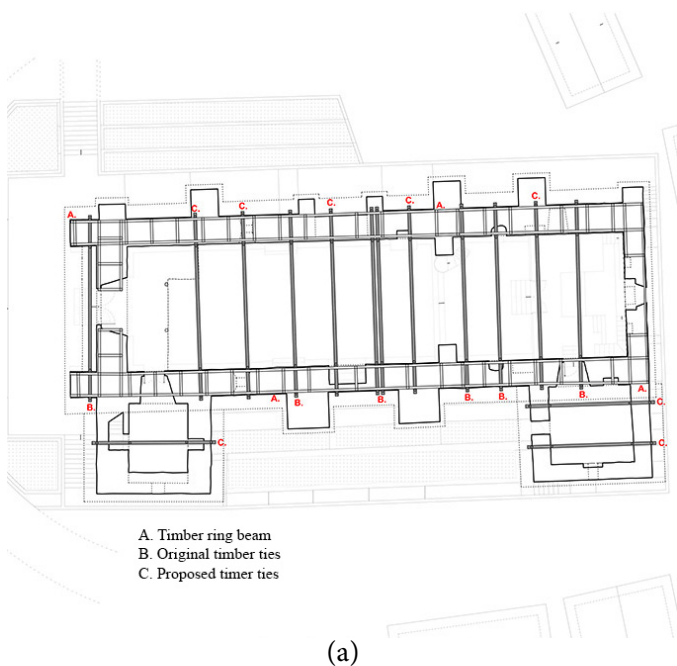 C. C. C. C. A. C.
A.
B. A. B. B. B. B. B. A.
C.
C. C.
A. Timber ring beam
B. Original timber ties
C. Proposed timer ties
(a)